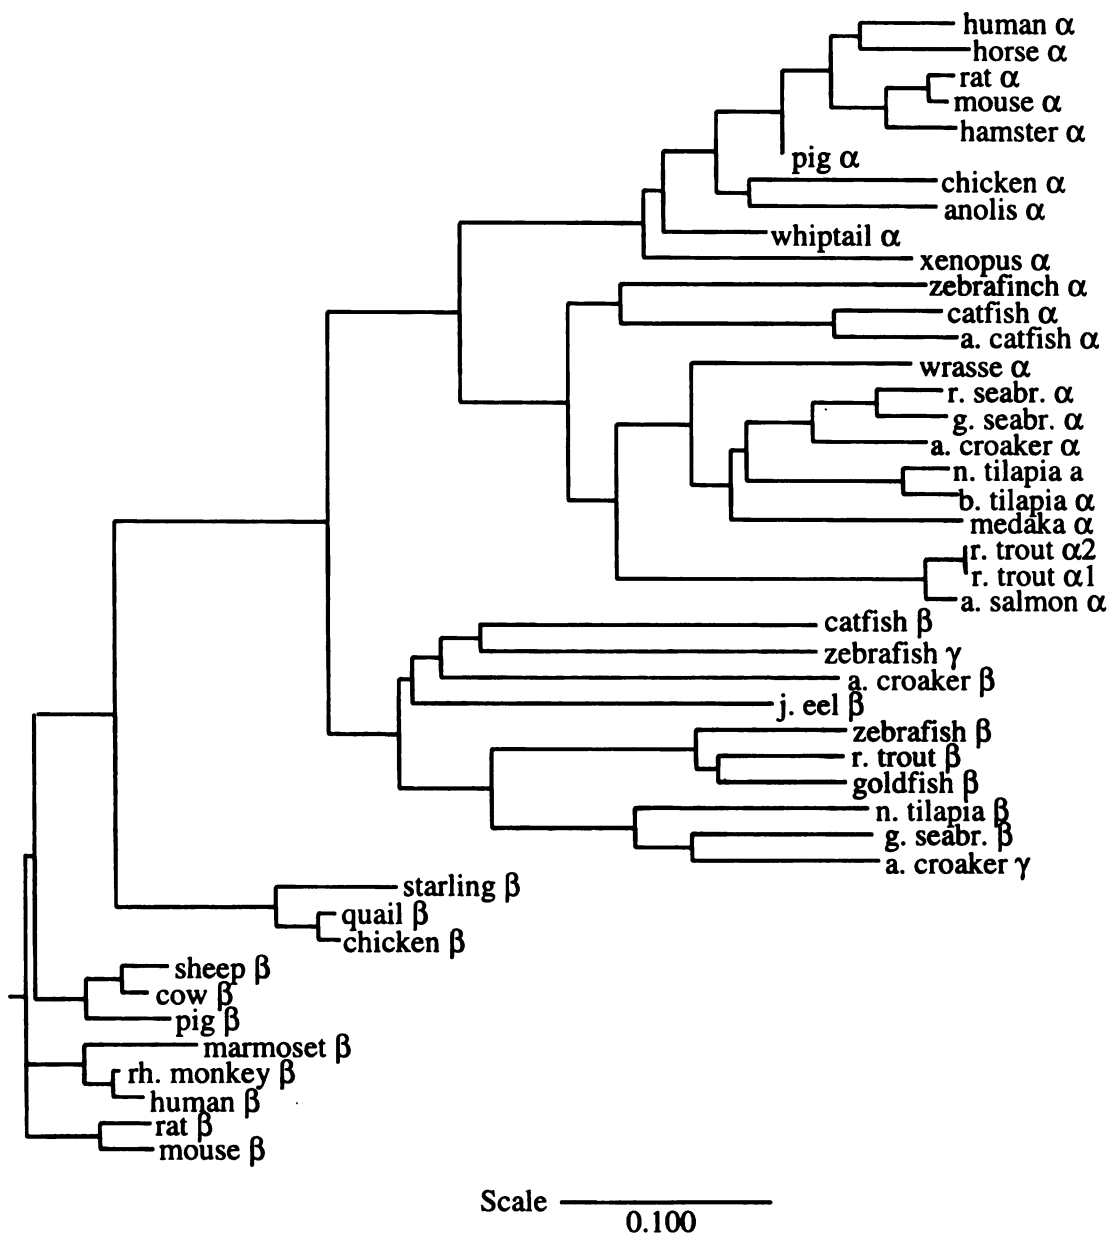 human α
horse α
rat α
mouse α
hamster α
pig α
chicken α
anolis α
whiptail α
xenopus α
zebrafinch α
catfish α
a. catfish α
wrasse α
r. seabr. α
g. seabr. α
a. croaker α
n. tilapia a
b. tilapia α
medaka α
r. trout α2
r. trout α1
a. salmon α
catfish β
zebrafish γ
a. croaker β
j. eel β
zebrafish β
r. trout β
goldfish β
n. tilapia β
g. seabr. β
a. croaker γ
starling β
quail β
chicken β
sheep β
cow β
pig β
marmoset β
rh. monkey β
human β
rat β
mouse β
Scale
0.100